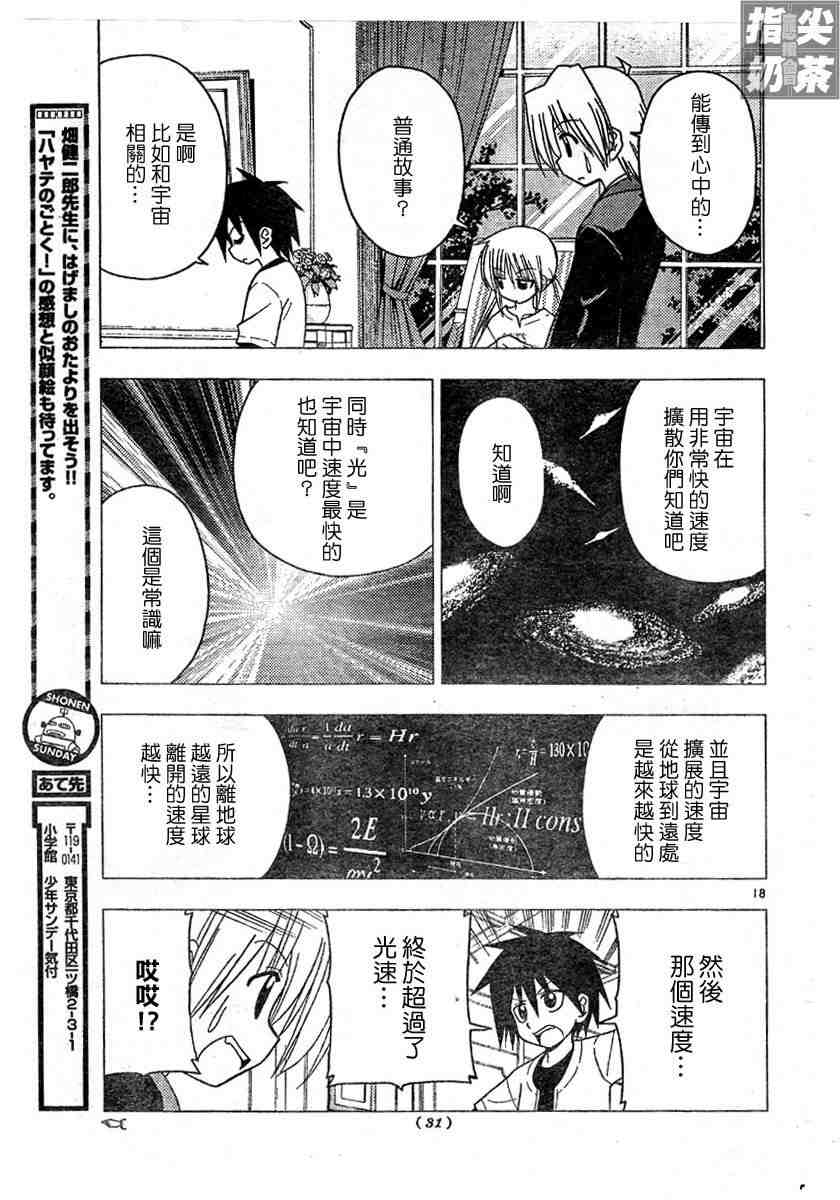 指尖
奶茶
能傳到心中的…
普通故事？
是啊
比如和宇宙
相關的…
宇宙在
用非常快的速度
擴散你們知道吧
知道啊
同時『光』是
宇宙中速度最快的
也知道吧？
這個是常識嘛
並且宇宙
擴展的速度
從地球到遠處
是越來越快的
Hr
=1.3×10¹⁰y
=130×10
(1-Ω)=
2E
Hr:Π cons
所以離地球
越遠的星球
離開的速度
越快…
18
然後
那個速度…
終於超過了
光速…
哎哎!?
(31)
畑健二郎先生に、はげましのおたよりを出そう!!
「ハヤテのごとく!」の感想と似顔絵も待ってます。
SHONEN
SUNDAY
あて先
〒119-0141 東京都千代田区一ツ橋2-3-1
小学館 少年サンデー気付